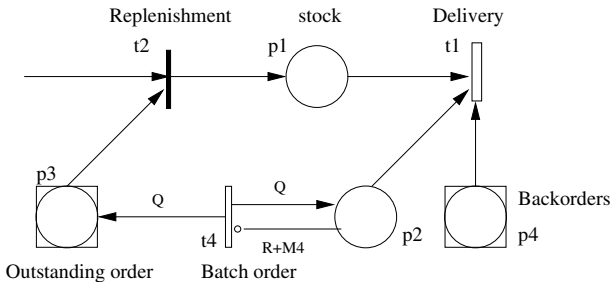 Replenishment
stock
Delivery
t2
p1
t1
p3
Q
Q
Backorders
t4
R+M4
p2
p4
Outstanding order
Batch order